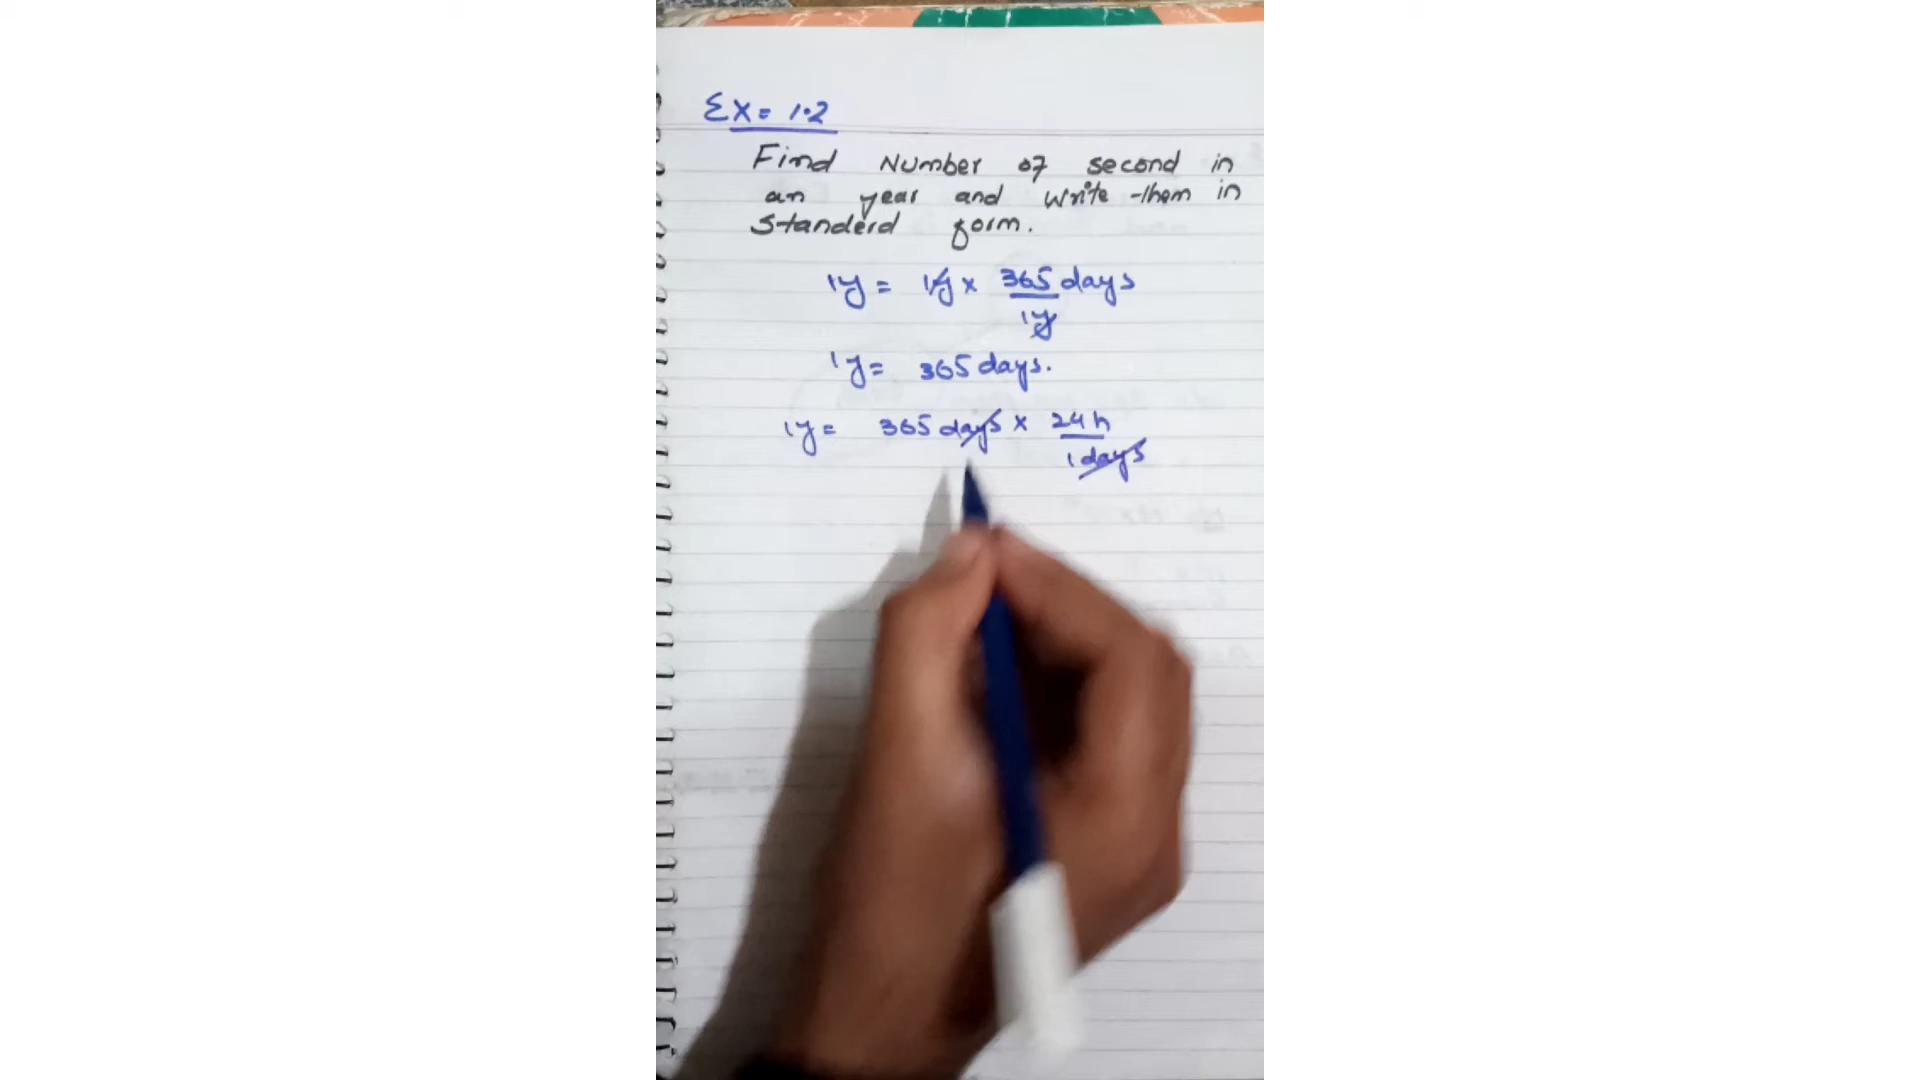 Ex = 1.2
Find Number of second in
an year and write them in
Standerd form.
1y = 1y × 365 days
1y
1y = 365 days.
1y = 365 days × 24 h
1 days